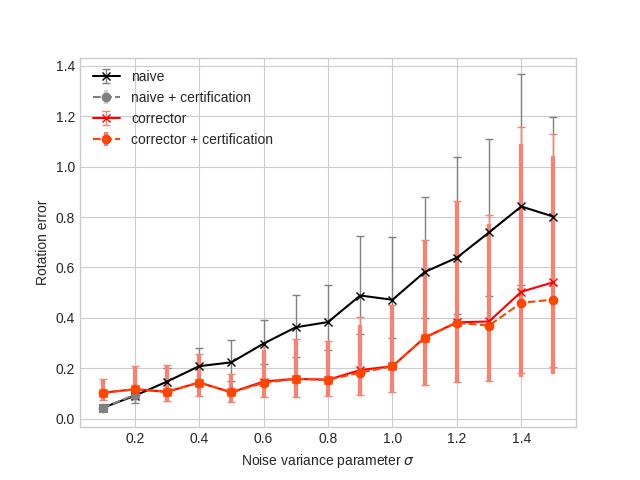 1.4
1.2
1.0
0.8
0.6
0.4
0.2
0.0
Rotation error
naive
naive + certification
corrector
corrector + certification
0.2 0.4 0.6 0.8 1.0 1.2 1.4
Noise variance parameter σ